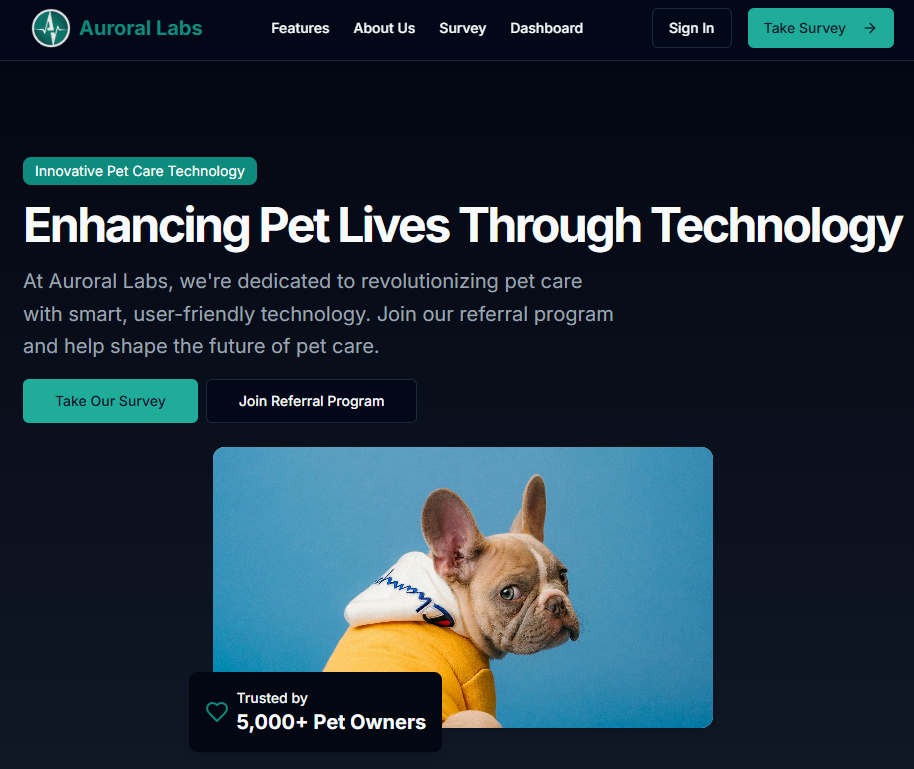 Auroral Labs
Features
About Us
Survey
Dashboard
Sign In
Take Survey
Innovative Pet Care Technology
Enhancing Pet Lives Through Technology
At Auroral Labs, we're dedicated to revolutionizing pet care
with smart, user-friendly technology. Join our referral program
and help shape the future of pet care.
Take Our Survey
Join Referral Program
Champion
Trusted by
5,000+ Pet Owners